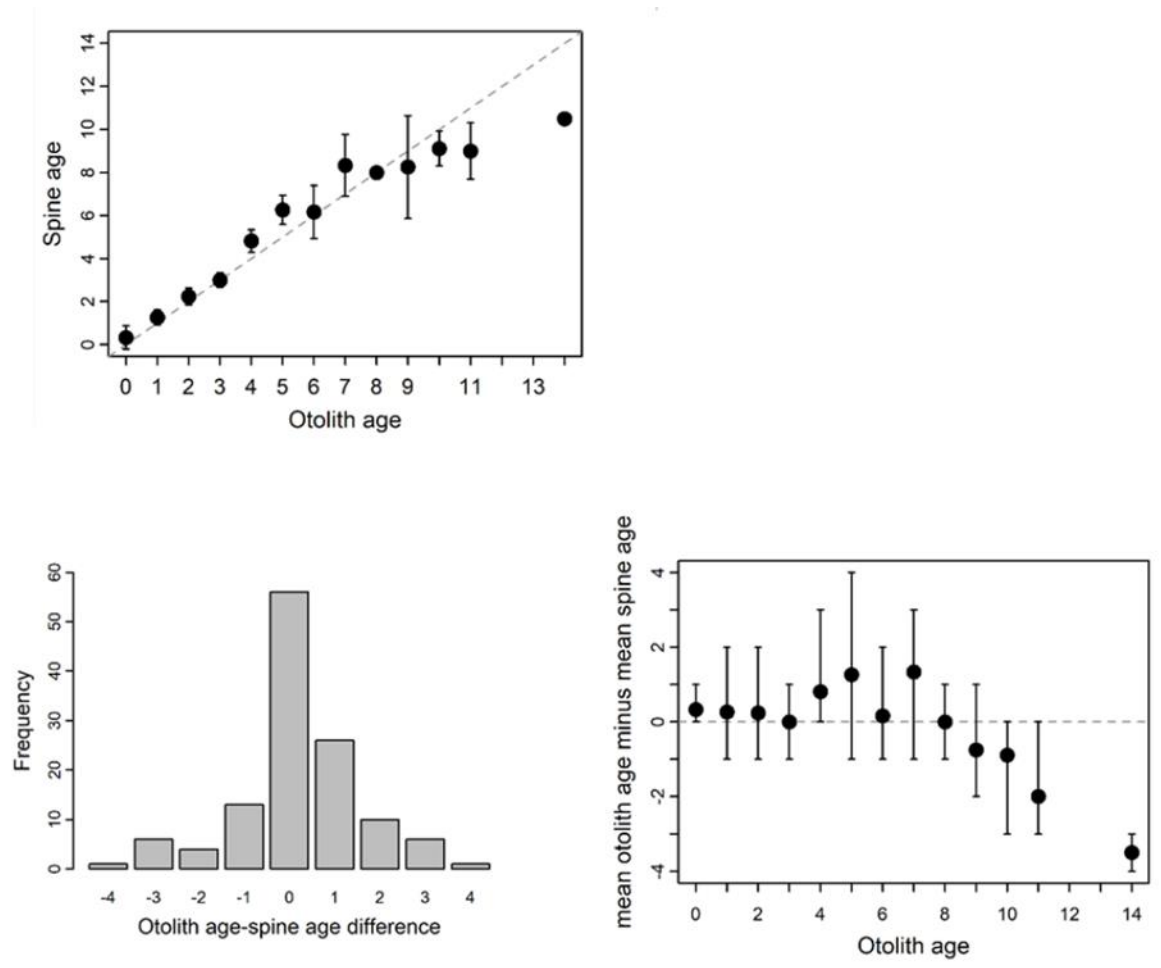 14
12
10
8
6
4
2
0
Spine age
0 1 2 3 4 5 6 7 8 9 11 13
Otolith age
60
50
40
30
20
10
0
Frequency
-4 -3 -2 -1 0 1 2 3 4
Otolith age-spine age difference
4
2
0
-2
-4
mean otolith age minus mean spine age
0 2 4 6 8 10 12 14
Otolith age